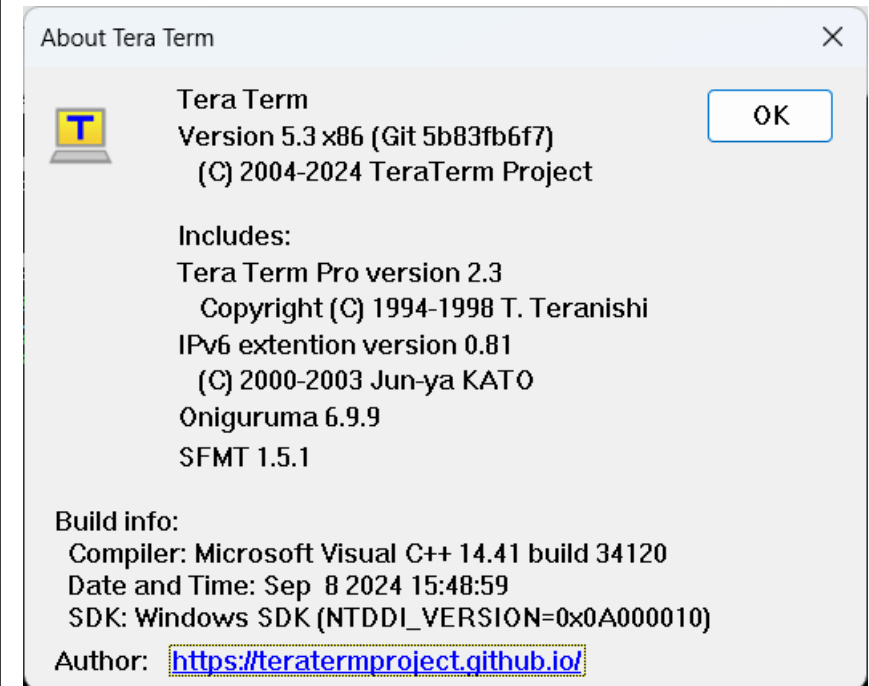 About Tera Term
T
Tera Term
OK
Version 5.3 x86 (Git 5b83fb6f7)
(C) 2004-2024 TeraTerm Project
Includes:
Tera Term Pro version 2.3
Copyright (C) 1994-1998 T. Teranishi
IPv6 extention version 0.81
(C) 2000-2003 Jun-ya KATO
Oniguruma 6.9.9
SFMT 1.5.1
Build info:
Compiler: Microsoft Visual C++ 14.41 build 34120
Date and Time: Sep  8 2024 15:48:59
SDK: Windows SDK (NTDDI_VERSION=0x0A000010)
Author: https://teratermproject.github.io/